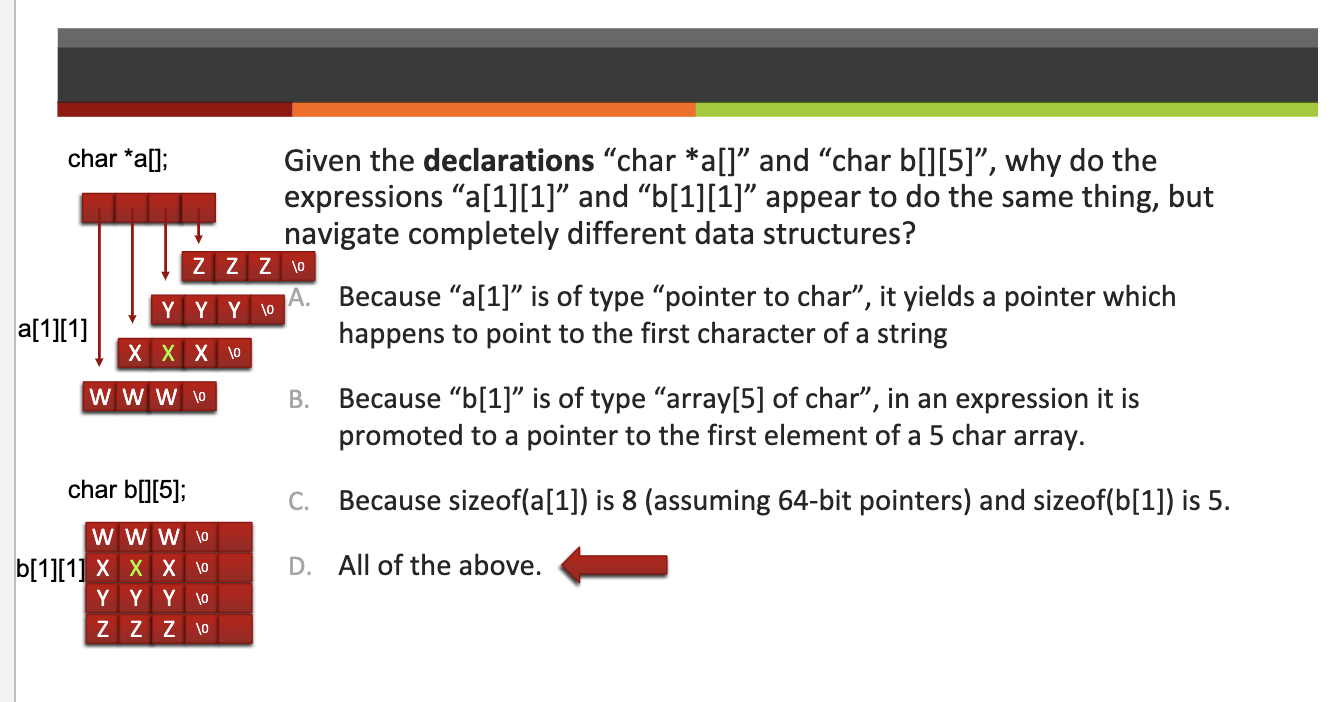 char *a[];
Given the declarations “char *a[]” and “char b[][5]”, why do the
expressions “a[1][1]” and “b[1][1]” appear to do the same thing, but
navigate completely different data structures?
Z Z Z \0
Y Y Y \0
a[1][1]
X X X \0
W W W \0
A. Because “a[1]” is of type “pointer to char”, it yields a pointer which
happens to point to the first character of a string
B. Because “b[1]” is of type “array[5] of char”, in an expression it is
promoted to a pointer to the first element of a 5 char array.
char b[][5];
W W W \0
b[1][1] X X X \0
Y Y Y \0
Z Z Z \0
C. Because sizeof(a[1]) is 8 (assuming 64-bit pointers) and sizeof(b[1]) is 5.
D. All of the above.